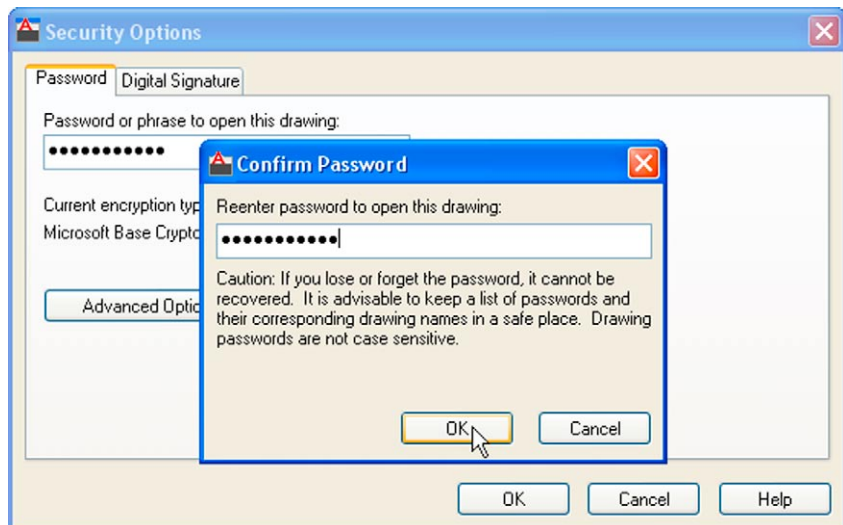 Security Options
Password
Digital Signature
Password or phrase to open this drawing:
•••••••••••
Confirm Password
Current encryption typ
Microsoft Base Crypto
Reenter password to open this drawing:
•••••••••••
Caution: If you lose or forget the password, it cannot be
recovered. It is advisable to keep a list of passwords and
their corresponding drawing names in a safe place. Drawing
passwords are not case sensitive.
Advanced Optio
OK
Cancel
OK
Cancel
Help